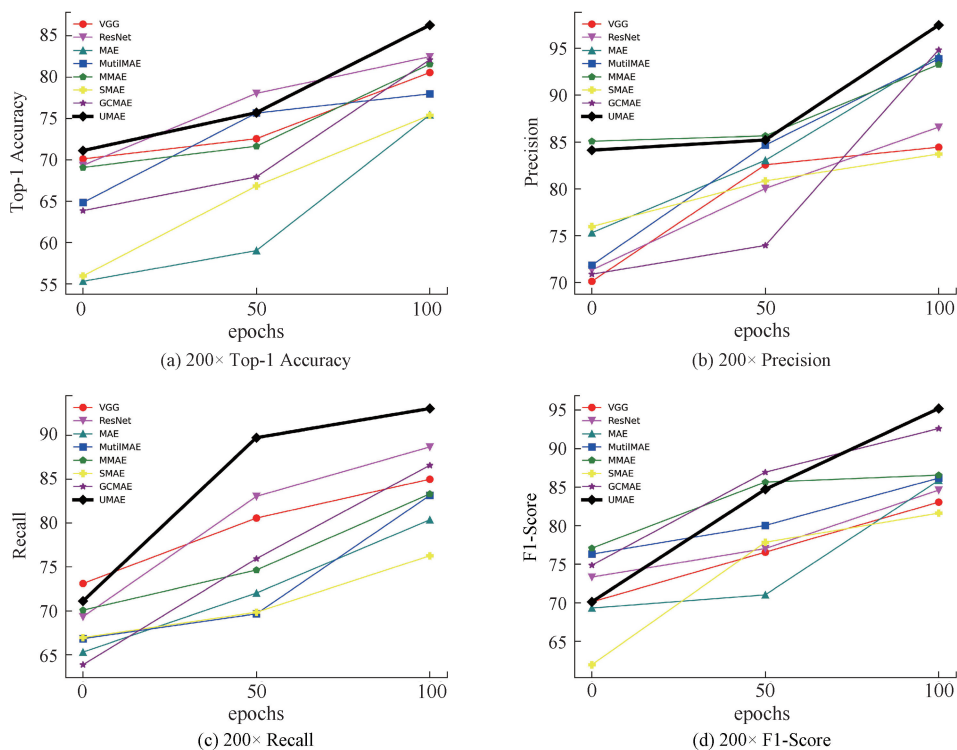 VGG
ResNet
MAE
MutilMAE
MMAE
SMAE
GCMAE
UMAE
85
80
75
70
65
60
55
Top-1 Accuracy
0 50 100
epochs
(a) 200× Top-1 Accuracy
VGG
ResNet
MAE
MutilMAE
MMAE
SMAE
GCMAE
UMAE
95
90
85
80
75
70
Precision
0 50 100
epochs
(b) 200× Precision
VGG
ResNet
MAE
MutilMAE
MMAE
SMAE
GCMAE
UMAE
90
85
80
75
70
65
Recall
0 50 100
epochs
(c) 200× Recall
VGG
ResNet
MAE
MutilMAE
MMAE
SMAE
GCMAE
UMAE
95
90
85
80
75
70
65
F1-Score
0 50 100
epochs
(d) 200× F1-Score